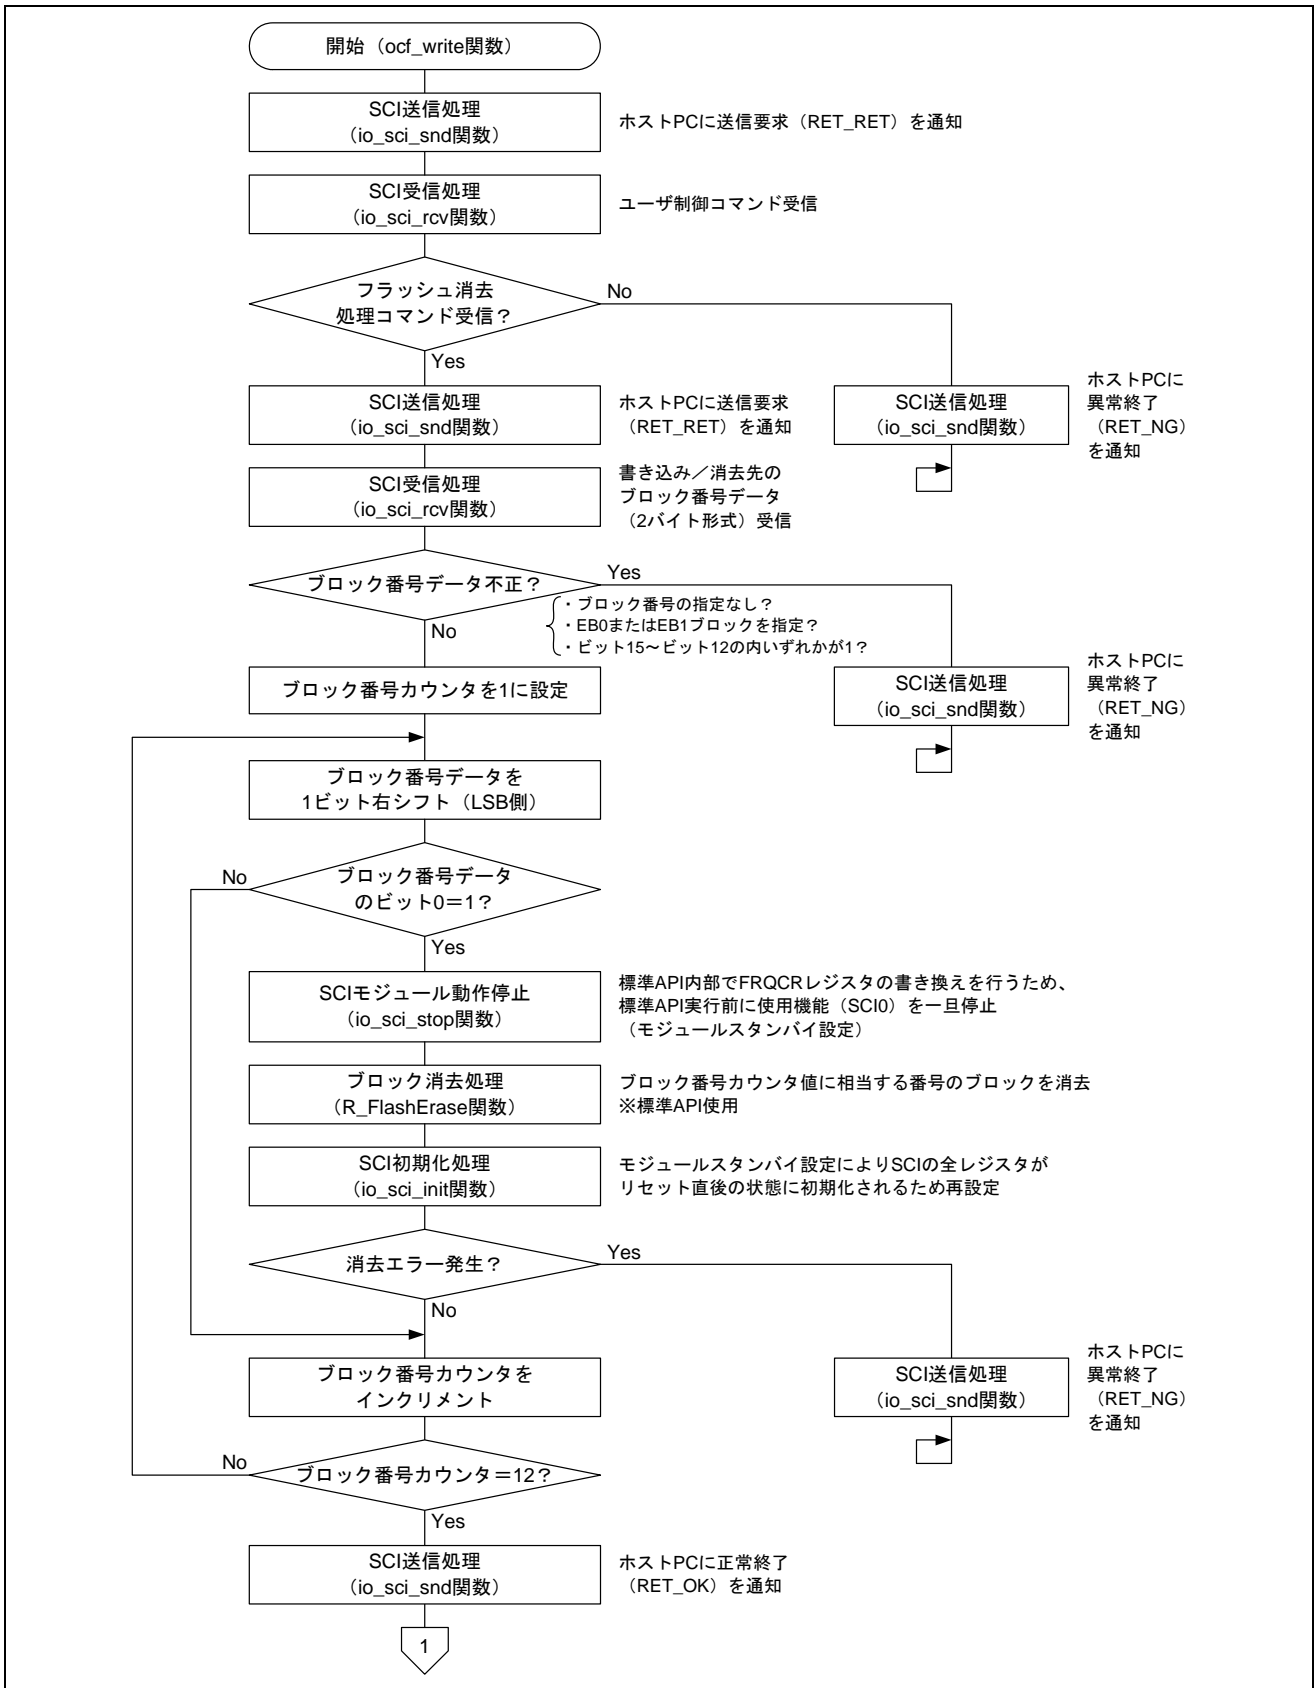 開始（ocf_write関数）
SCI送信処理
（io_sci_snd関数）
ホストPCに送信要求（RET_RET）を通知
SCI受信処理
（io_sci_rcv関数）
ユーザ制御コマンド受信
フラッシュ消去
処理コマンド受信？
No
Yes
SCI送信処理
（io_sci_snd関数）
ホストPCに送信要求
（RET_RET）を通知
SCI送信処理
（io_sci_snd関数）
ホストPCに
異常終了
（RET_NG）
を通知
SCI受信処理
（io_sci_rcv関数）
書き込み／消去先の
ブロック番号データ
（2バイト形式）受信
ブロック番号データ不正？
Yes
No
・ブロック番号の指定なし？
・EB0またはEB1ブロックを指定？
・ビット15～ビット12の内いずれかが1？
ブロック番号カウンタを1に設定
SCI送信処理
（io_sci_snd関数）
ホストPCに
異常終了
（RET_NG）
を通知
ブロック番号データを
1ビット右シフト（LSB側）
ブロック番号データ
のビット0＝1？
No
Yes
SCIモジュール動作停止
（io_sci_stop関数）
標準API内部でFRQCRレジスタの書き換えを行うため、
標準API実行前に使用機能（SCI0）を一旦停止
（モジュールスタンバイ設定）
ブロック消去処理
（R_FlashErase関数）
ブロック番号カウンタ値に相当する番号のブロックを消去
※標準API使用
SCI初期化処理
（io_sci_init関数）
モジュールスタンバイ設定によりSCIの全レジスタが
リセット直後の状態に初期化されるため再設定
消去エラー発生？
Yes
No
ブロック番号カウンタを
インクリメント
SCI送信処理
（io_sci_snd関数）
ホストPCに
異常終了
（RET_NG）
を通知
ブロック番号カウンタ＝12？
No
Yes
SCI送信処理
（io_sci_snd関数）
ホストPCに正常終了
（RET_OK）を通知
1